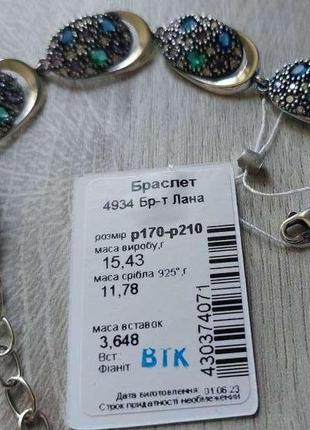 Браслет
4934 Бр-т Лана
розмір р170-р210
маса виробу,г
15,43
маса срібла 925°,г
11,78
маса вставок
3,648
Вст.:
Фіаніт
ВТК
430374071
Дата виготовлення: 01.06.23
Строк придатності необмежений